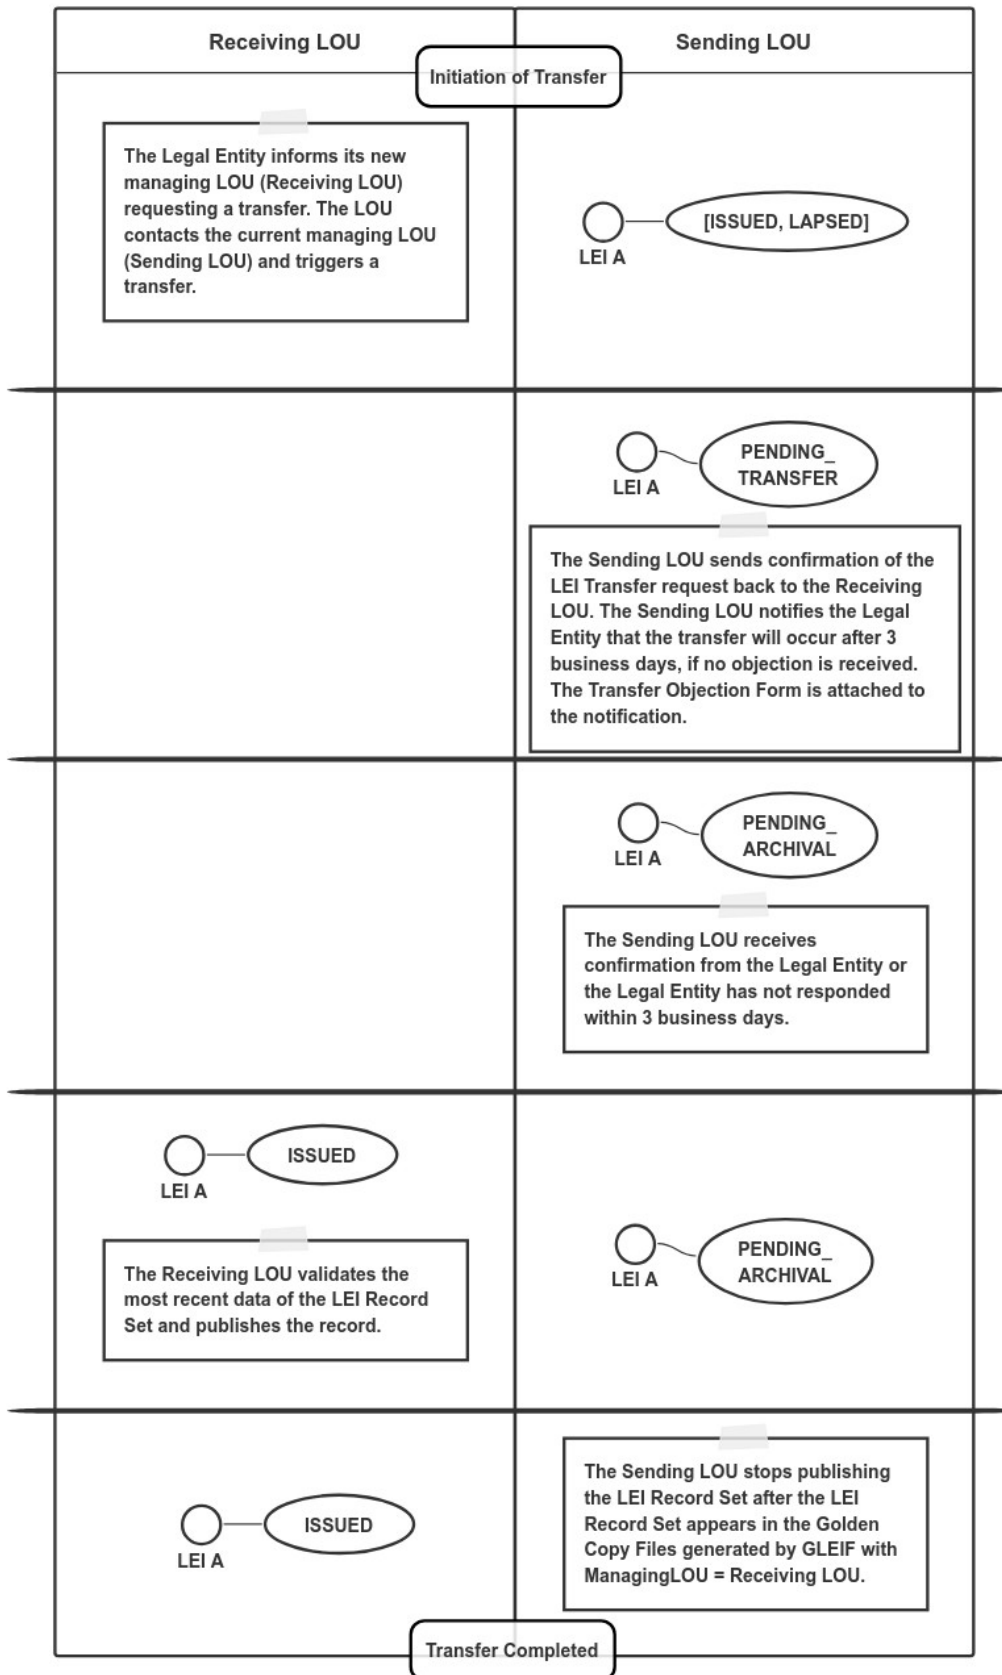 Receiving LOU
Sending LOU
Initiation of Transfer
The Legal Entity informs its new
managing LOU (Receiving LOU)
requesting a transfer. The LOU
contacts the current managing LOU
(Sending LOU) and triggers a
transfer.
[ISSUED, LAPSED]
LEI A
PENDING_
TRANSFER
LEI A
The Sending LOU sends confirmation of the
LEI Transfer request back to the Receiving
LOU. The Sending LOU notifies the Legal
Entity that the transfer will occur after 3
business days, if no objection is received.
The Transfer Objection Form is attached to
the notification.
PENDING_
ARCHIVAL
LEI A
The Sending LOU receives
confirmation from the Legal Entity or
the Legal Entity has not responded
within 3 business days.
ISSUED
LEI A
The Receiving LOU validates the
most recent data of the LEI Record
Set and publishes the record.
PENDING_
ARCHIVAL
LEI A
ISSUED
LEI A
The Sending LOU stops publishing
the LEI Record Set after the LEI
Record Set appears in the Golden
Copy Files generated by GLEIF with
ManagingLOU = Receiving LOU.
Transfer Completed